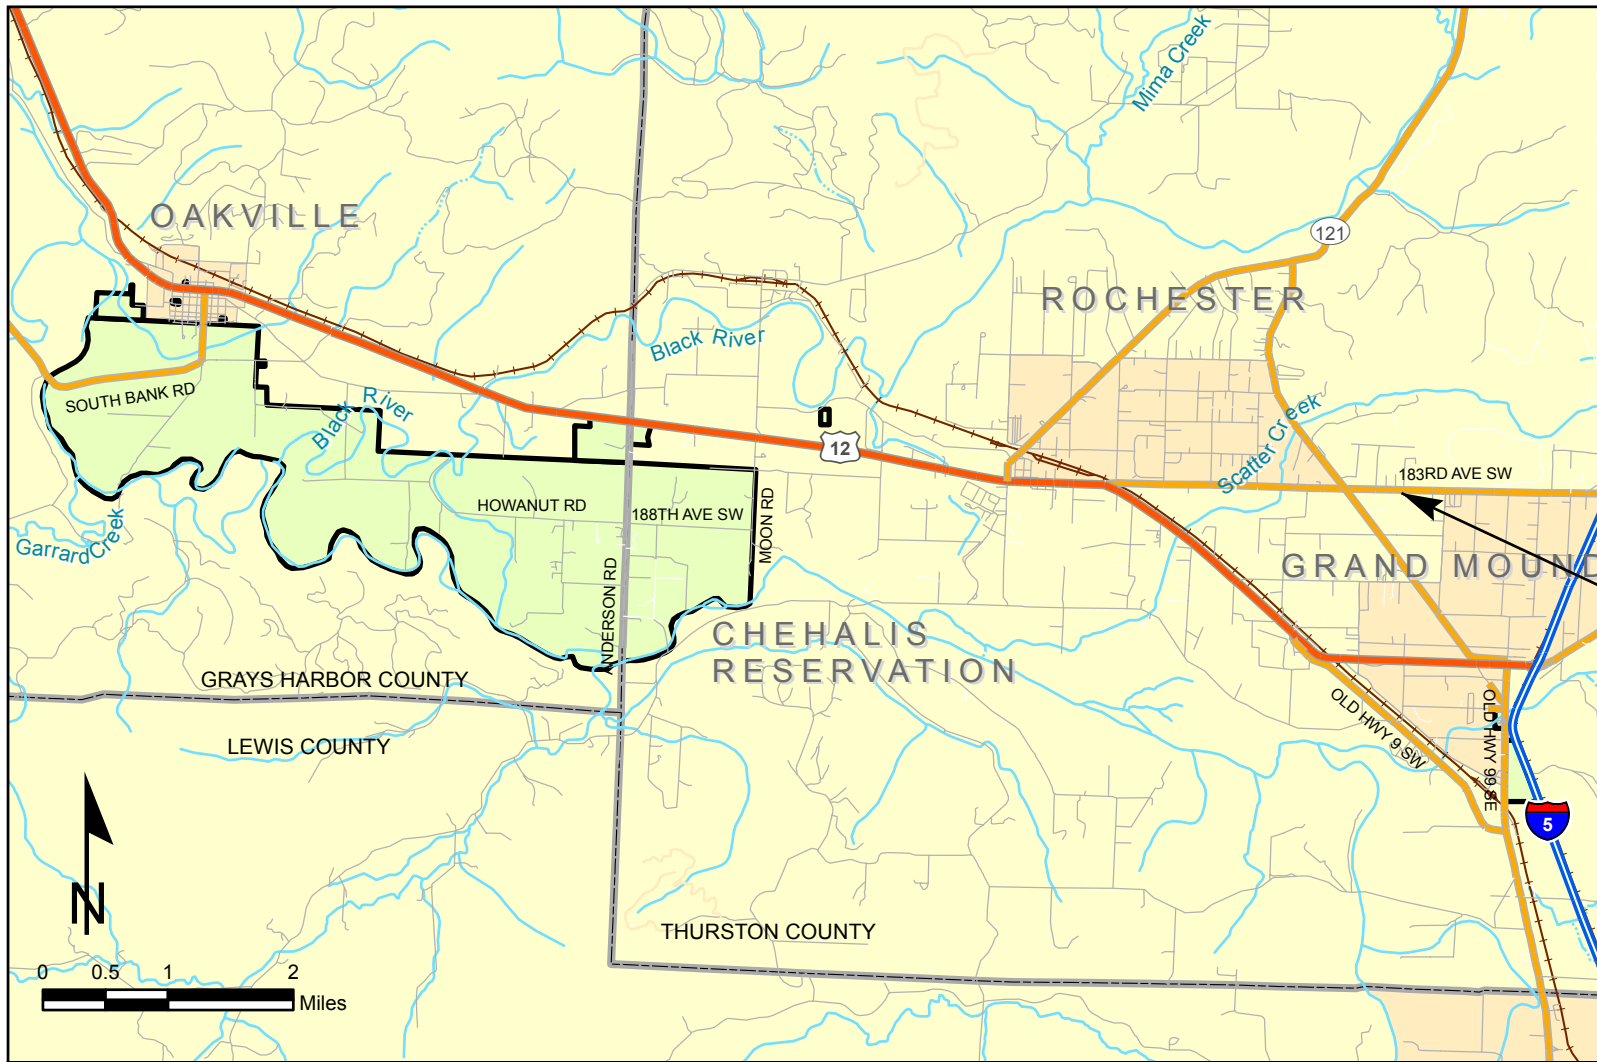 Mima Creek
OAKVILLE
121
ROCHESTER
Black River
SOUTH BANK RD
Black River
12
Scatter Creek
183RD AVE SW
HOWANUT RD
188TH AVE SW
MOON RD
Garrard Creek
GRAND MOUND
ANDERSON RD
CHEHALIS
RESERVATION
GRAYS HARBOR COUNTY
OLD HWY 9 SW
OLD HWY 99 SE
LEWIS COUNTY
5
N
THURSTON COUNTY
0 0.5 1 2
Miles